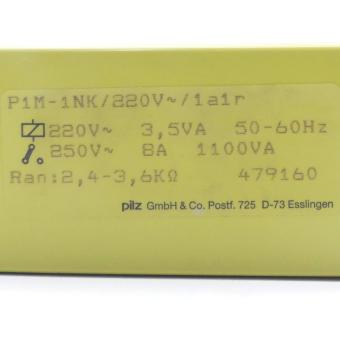 P1M-1NK/220V~/1a1r
220V~ 3,5VA 50-60Hz
250V~ 8A 1100VA
Ran:2,4-3,6KΩ 479160
pilz GmbH & Co. Postf. 725 D-73 Esslingen